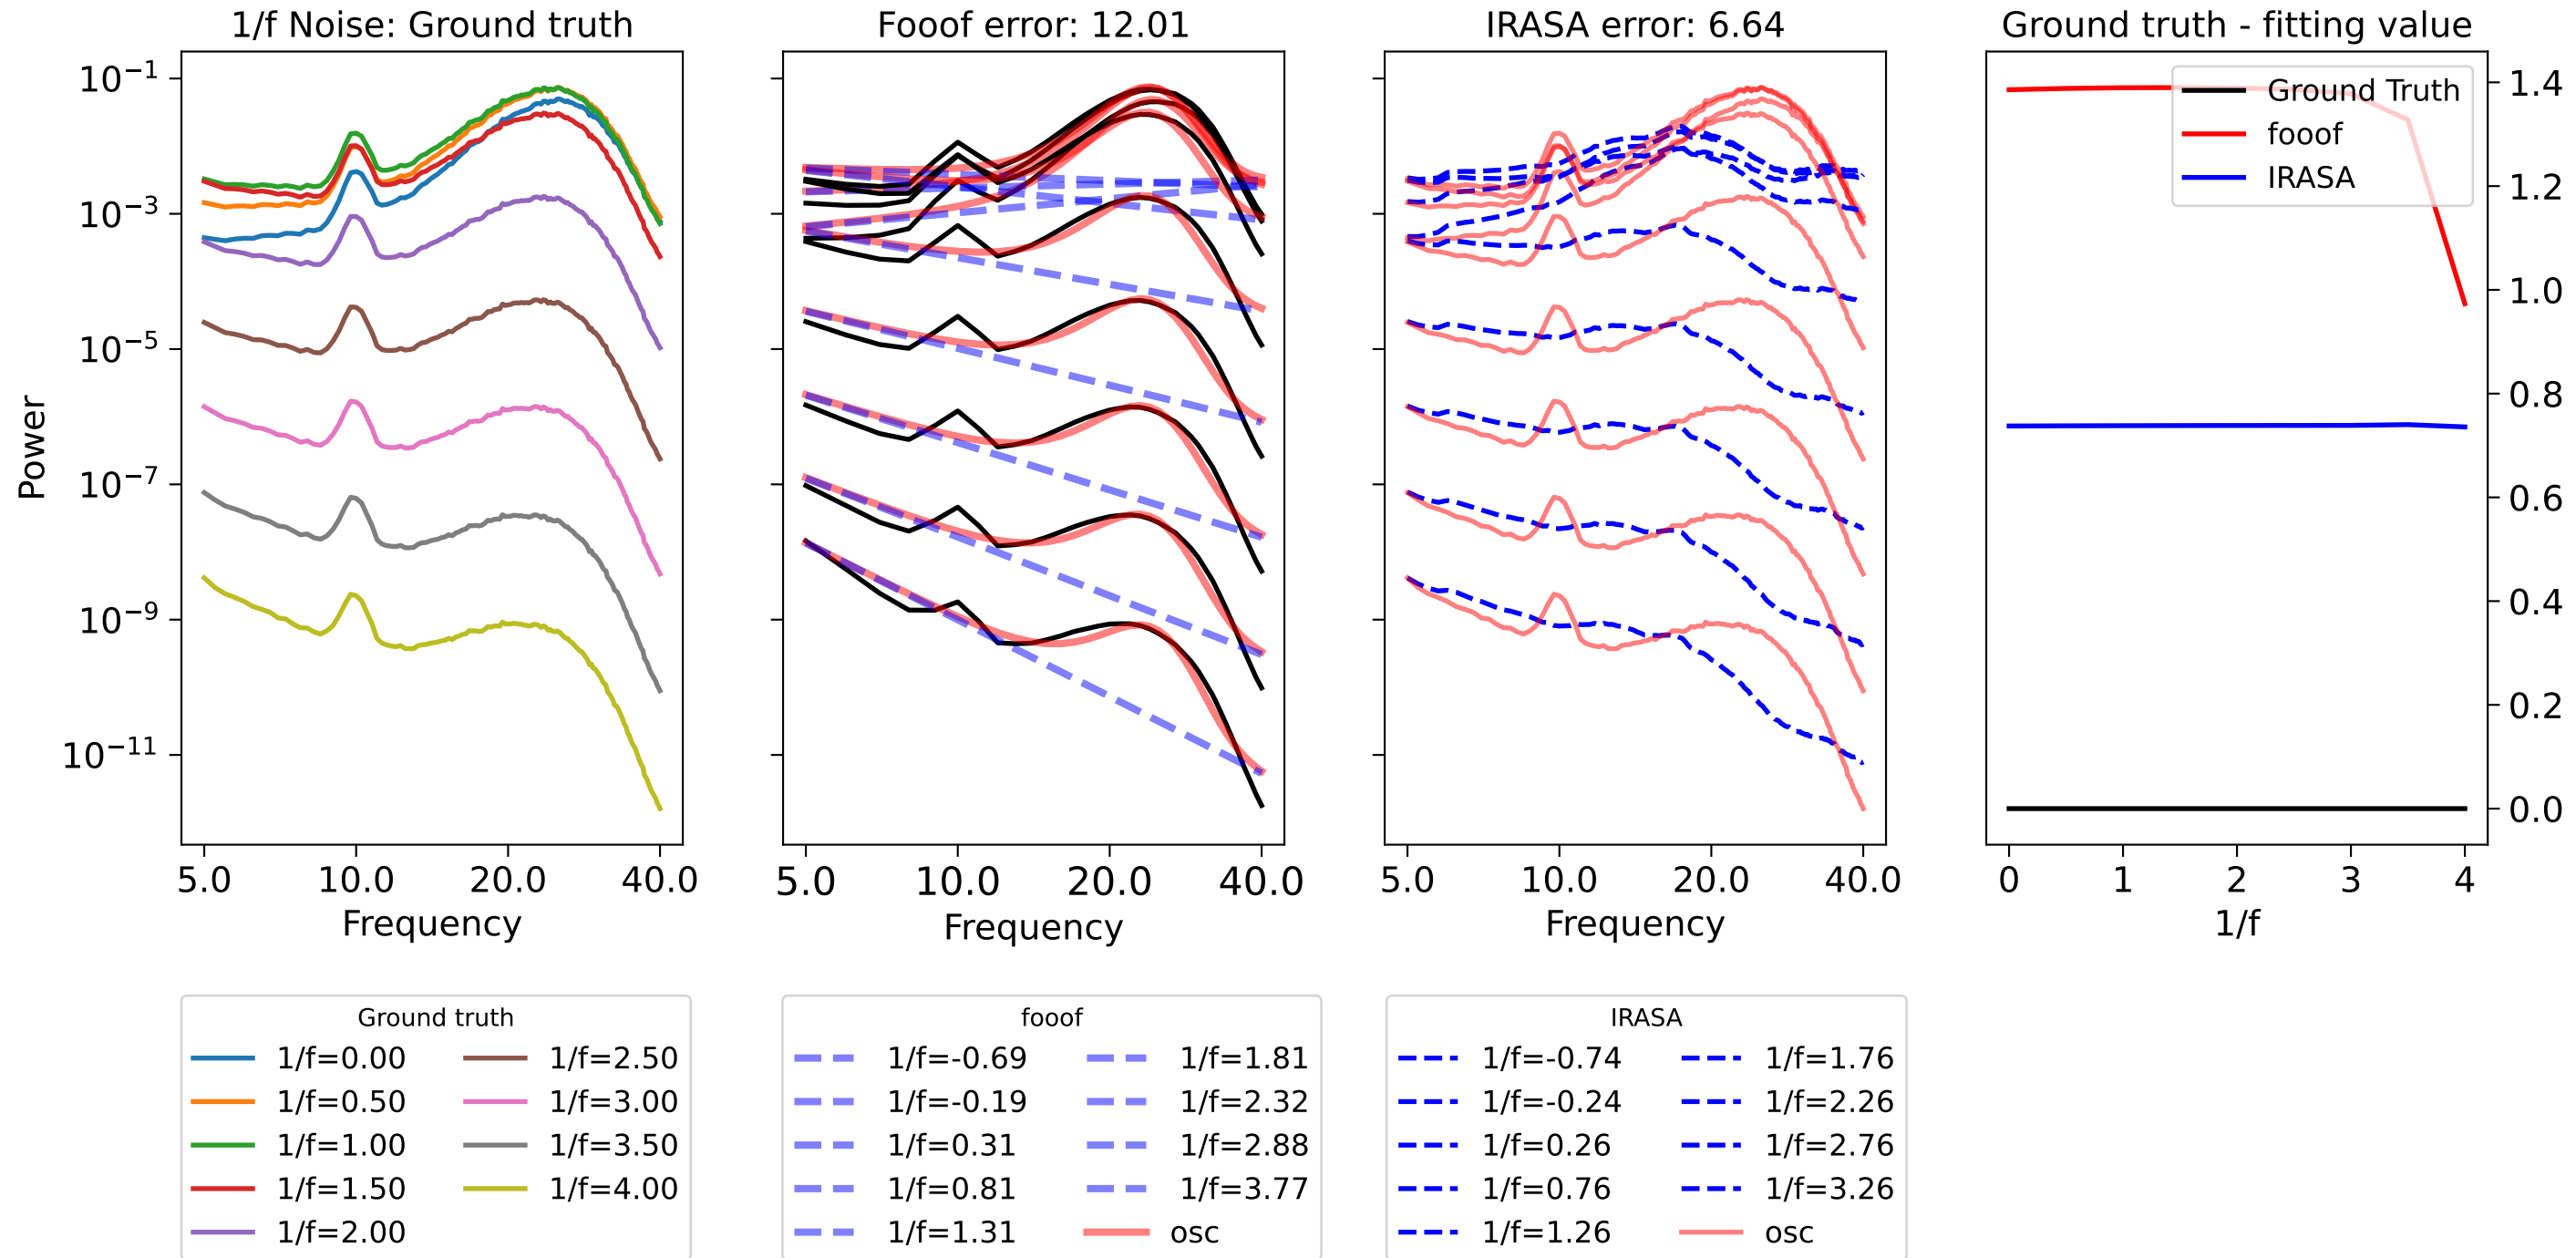 1/f Noise: Ground truth
Fooof error: 12.01
IRASA error: 6.64
Ground truth - fitting value
Power
10⁻¹
10⁻³
10⁻⁵
10⁻⁷
10⁻⁹
10⁻¹¹
5.0 10.0 20.0 40.0
Frequency
5.0 10.0 20.0 40.0
Frequency
5.0 10.0 20.0 40.0
Frequency
Ground Truth
fooof
IRASA
1.4
1.2
1.0
0.8
0.6
0.4
0.2
0.0
0 1 2 3 4
1/f
Ground truth
1/f=0.00
1/f=0.50
1/f=1.00
1/f=1.50
1/f=2.00
1/f=2.50
1/f=3.00
1/f=3.50
1/f=4.00
fooof
1/f=-0.69
1/f=-0.19
1/f=0.31
1/f=0.81
1/f=1.31
1/f=1.81
1/f=2.32
1/f=2.88
1/f=3.77
osc
IRASA
1/f=-0.74
1/f=-0.24
1/f=0.26
1/f=0.76
1/f=1.26
1/f=1.76
1/f=2.26
1/f=2.76
1/f=3.26
osc